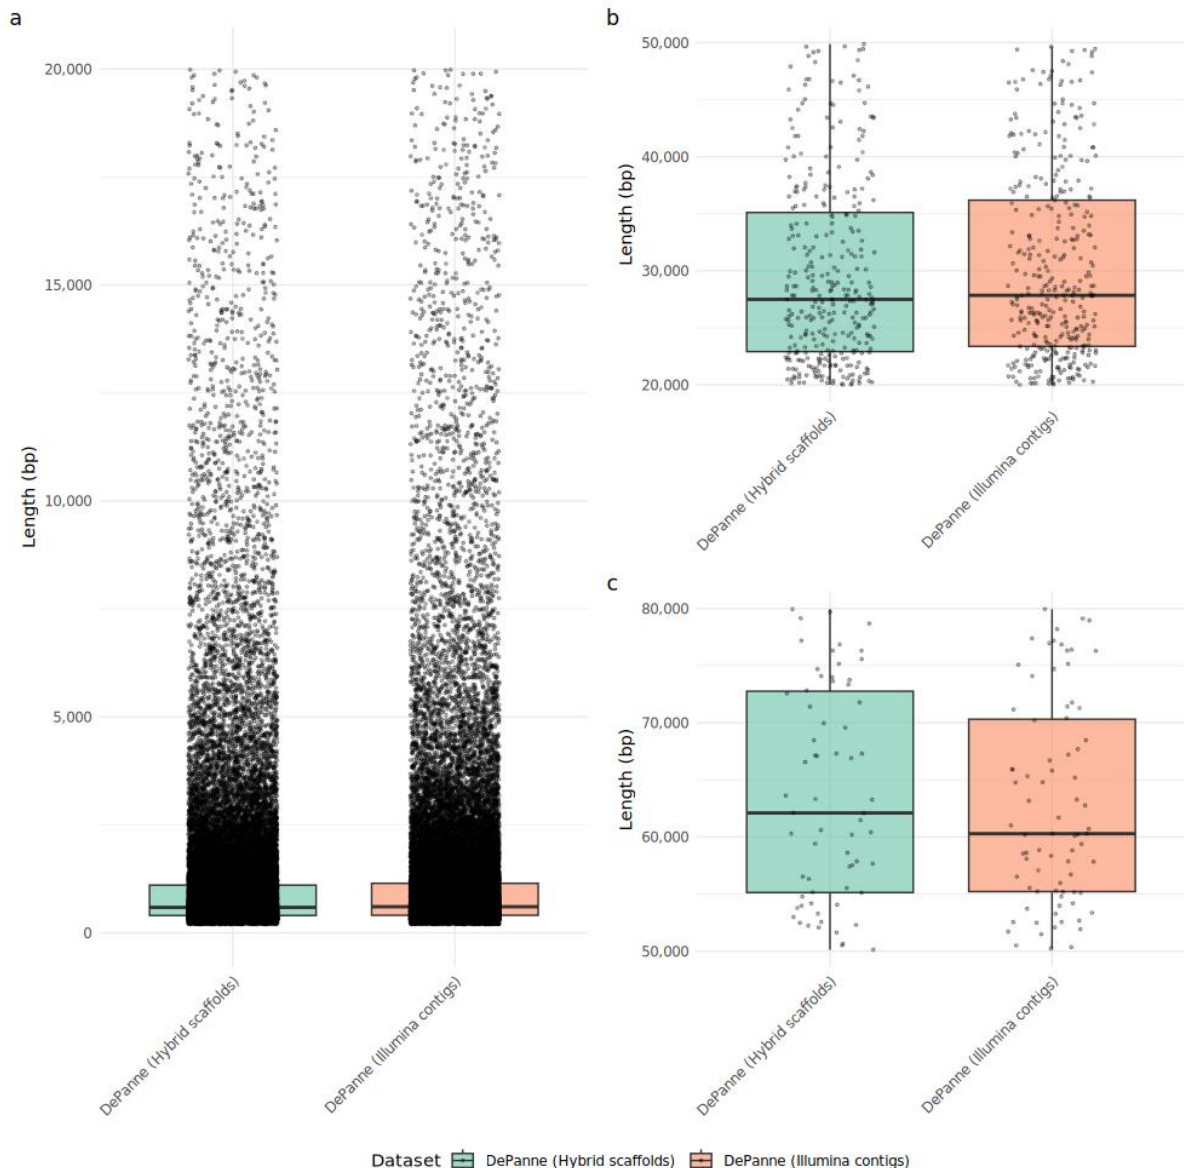 a
20,000
15,000
10,000
5,000
0
Length (bp)
DePanne (Hybrid scaffolds)
DePanne (Illumina contigs)
b
50,000
40,000
30,000
20,000
Length (bp)
DePanne (Hybrid scaffolds)
DePanne (Illumina contigs)
c
80,000
70,000
60,000
50,000
Length (bp)
DePanne (Hybrid scaffolds)
DePanne (Illumina contigs)
Dataset DePanne (Hybrid scaffolds) DePanne (Illumina contigs)